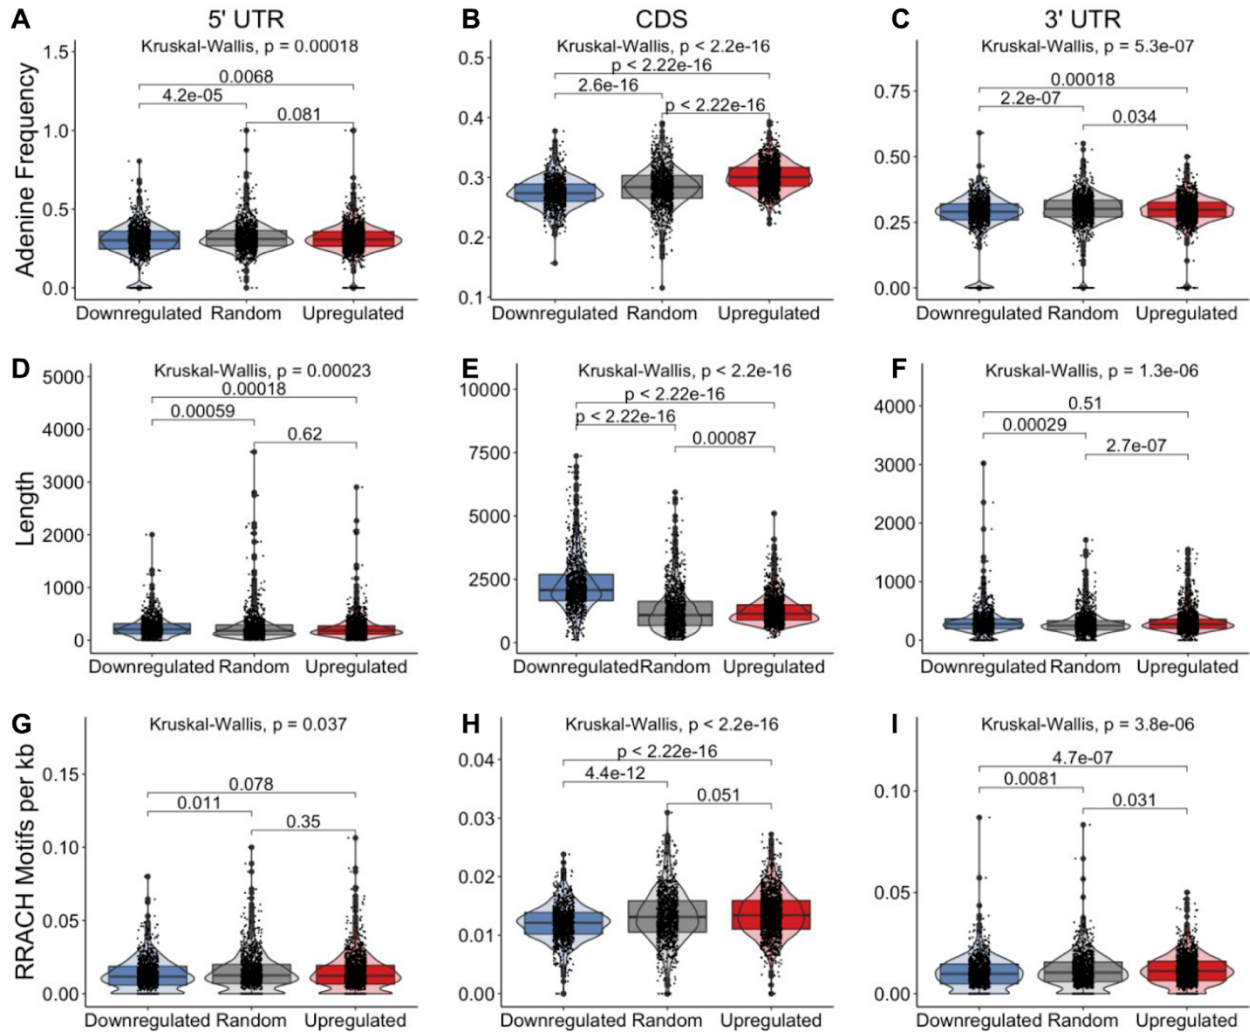 A 5' UTR B CDS C 3' UTR
Kruskal-Wallis, p = 0.00018
0.0068
4.2e-05
0.081
Adenine Frequency
1.5
1.0
0.5
0.0
Downregulated Random Upregulated
Kruskal-Wallis, p < 2.2e-16
p < 2.22e-16
2.6e-16
p < 2.22e-16
0.5
0.4
0.3
0.2
0.1
Downregulated Random Upregulated
Kruskal-Wallis, p = 5.3e-07
0.00018
2.2e-07
0.034
0.75
0.50
0.25
0.00
Downregulated Random Upregulated
D
Kruskal-Wallis, p = 0.00023
0.00018
0.00059
0.62
Length
5000
4000
3000
2000
1000
0
Downregulated Random Upregulated
E
Kruskal-Wallis, p < 2.2e-16
p < 2.22e-16
p < 2.22e-16
0.00087
10000
7500
5000
2500
0
Downregulated Random Upregulated
F
Kruskal-Wallis, p = 1.3e-06
0.51
0.00029
2.7e-07
4000
3000
2000
1000
0
Downregulated Random Upregulated
G
Kruskal-Wallis, p = 0.037
0.078
0.011
0.35
RRACH Motifs per kb
0.15
0.10
0.05
0.00
Downregulated Random Upregulated
H
Kruskal-Wallis, p < 2.2e-16
p < 2.22e-16
4.4e-12
0.051
0.04
0.03
0.02
0.01
0.00
Downregulated Random Upregulated
I
Kruskal-Wallis, p = 3.8e-06
4.7e-07
0.0081
0.031
0.10
0.05
0.00
Downregulated Random Upregulated